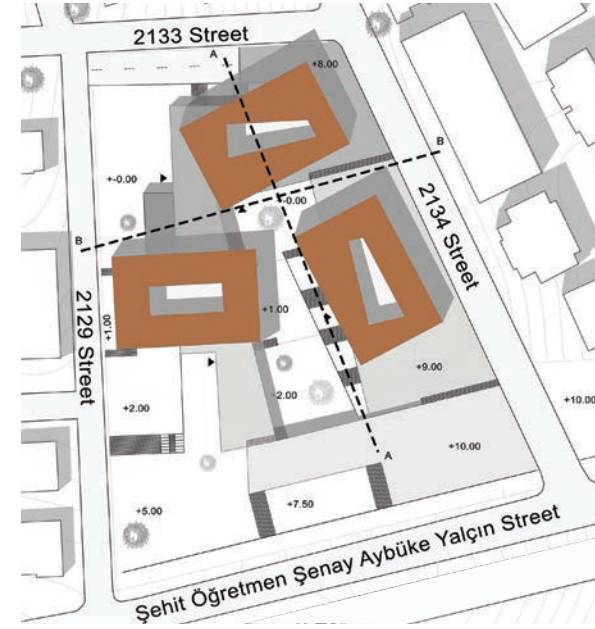 2133 Street
A
+8.00
B
+-0.00
+-0.00
2134 Street
B
2129 Street
+1.00
+1.00
+2.00
-2.00
+9.00
+10.00
A
+10.00
+5.00
+7.50
Şehit Öğretmen Şenay Aybüke Yalçın Street